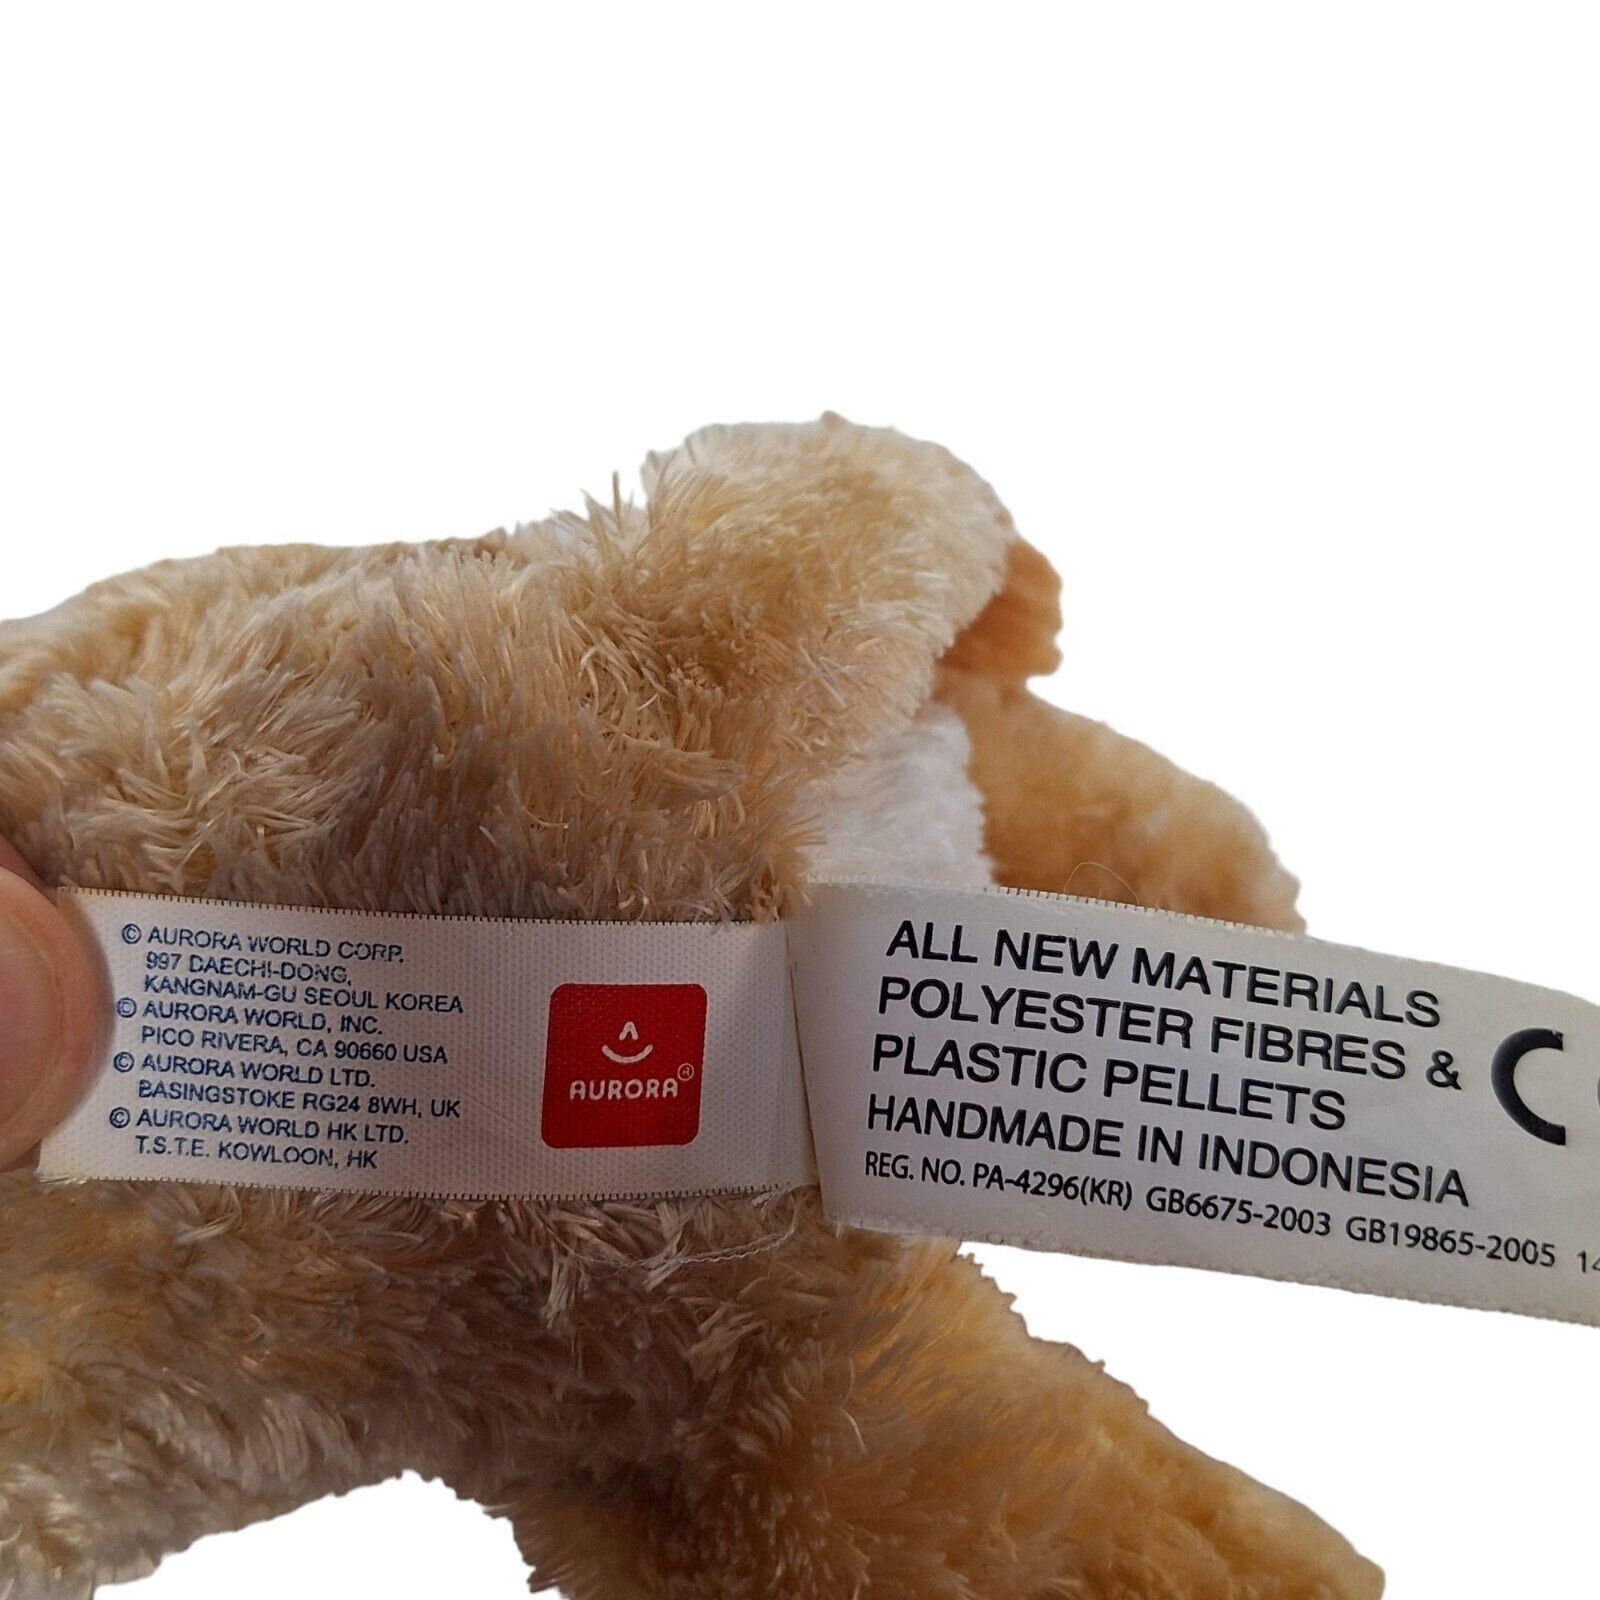 © AURORA WORLD CORP.
997 DAECHI-DONG,
KANGNAM-GU SEOUL KOREA
© AURORA WORLD, INC.
PICO RIVERA, CA 90660 USA
© AURORA WORLD LTD.
BASINGSTOKE RG24 8WH, UK
© AURORA WORLD HK LTD.
T.S.T.E. KOWLOON, HK
AURORA®
ALL NEW MATERIALS
POLYESTER FIBRES &
PLASTIC PELLETS
HANDMADE IN INDONESIA
REG. NO. PA-4296(KR) GB6675-2003 GB19865-2005 14
C